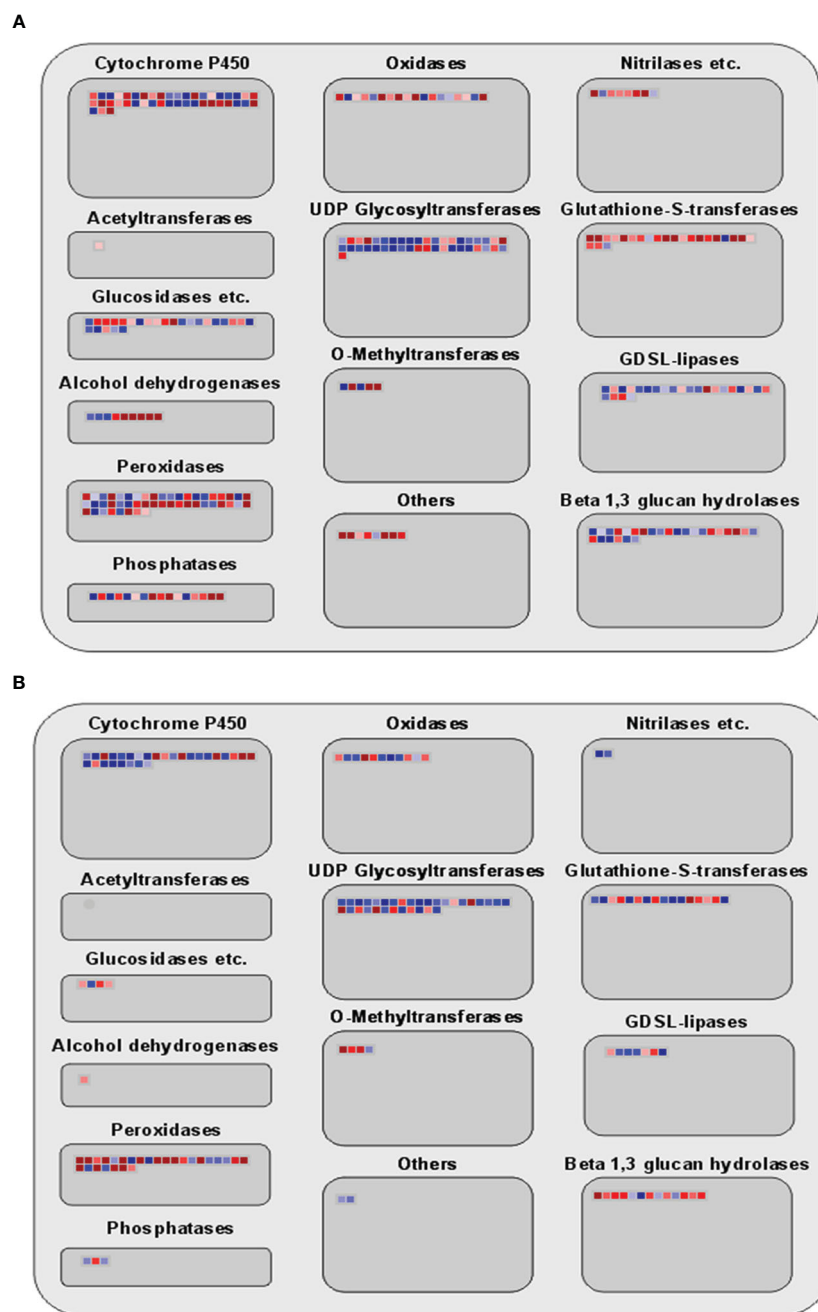 A
Cytochrome P450
Oxidases
Nitrilases etc.
Acetyltransferases
UDP Glycosyltransferases
Glutathione-S-transferases
Glucosidases etc.
O-Methyltransferases
GDSL-lipases
Alcohol dehydrogenases
Peroxidases
Others
Beta 1,3 glucan hydrolases
Phosphatases
B
Cytochrome P450
Oxidases
Nitrilases etc.
Acetyltransferases
UDP Glycosyltransferases
Glutathione-S-transferases
Glucosidases etc.
O-Methyltransferases
GDSL-lipases
Alcohol dehydrogenases
Peroxidases
Others
Beta 1,3 glucan hydrolases
Phosphatases